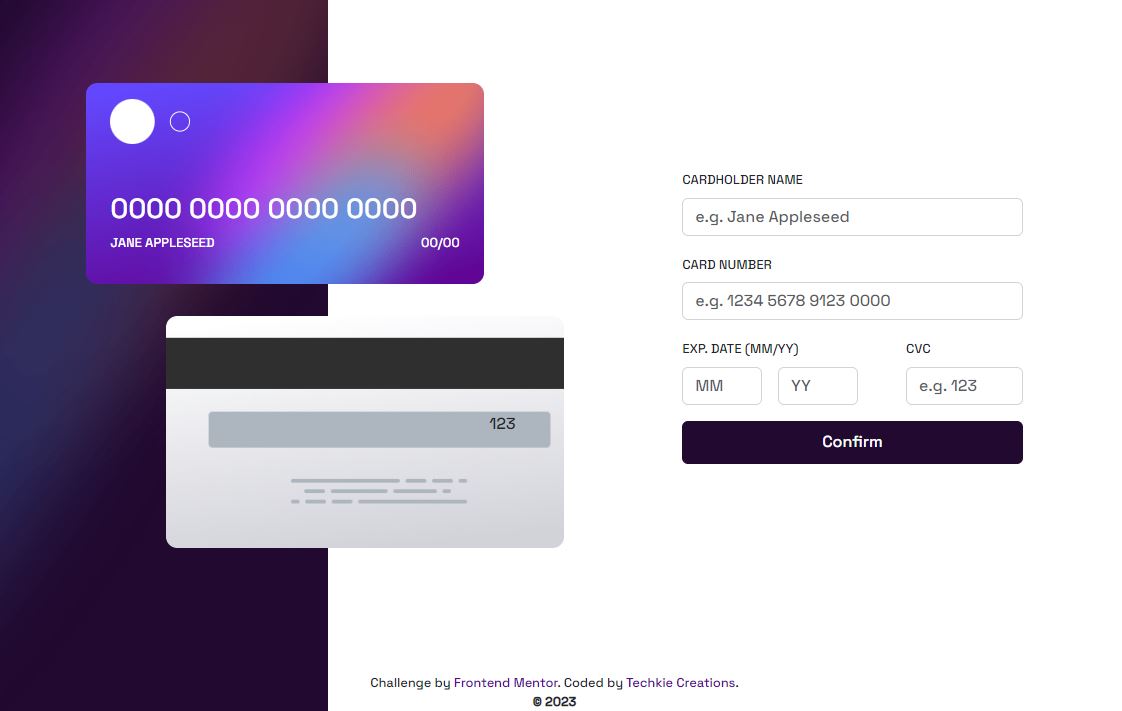 0000 0000 0000 0000
JANE APPLESEED 00/00
123
CARDHOLDER NAME
e.g. Jane Appleseed
CARD NUMBER
e.g. 1234 5678 9123 0000
EXP. DATE (MM/YY) CVC
MM YY e.g. 123
Confirm
Challenge by Frontend Mentor. Coded by Techkie Creations.
© 2023